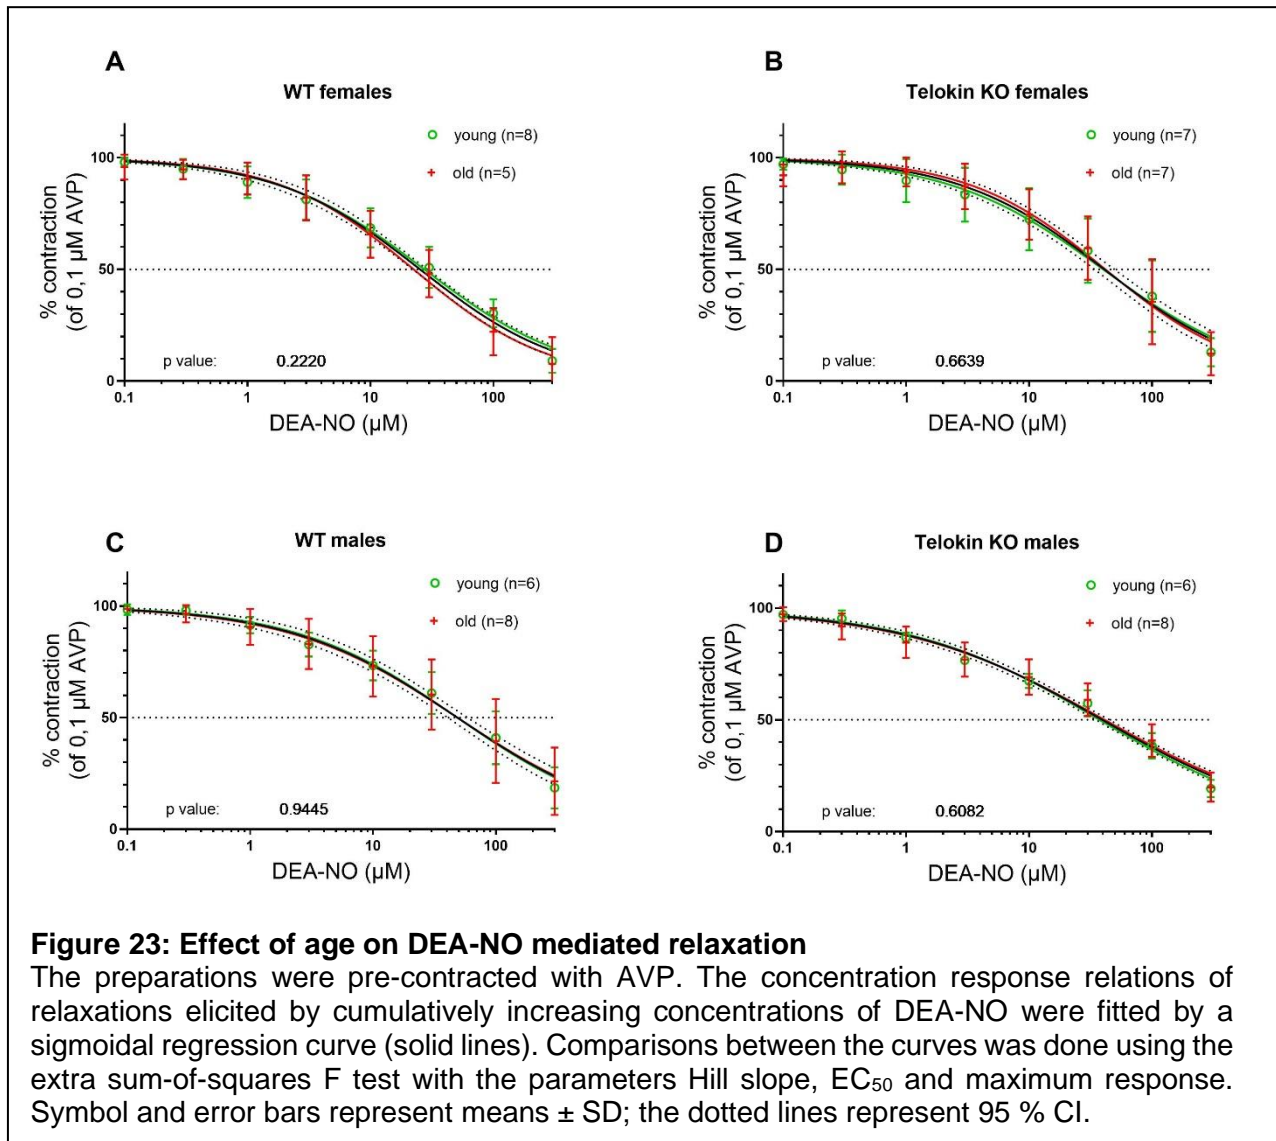 A
WT females
young (n=8)
old (n=5)
% contraction
(of 0,1 µM AVP)
100
50
0
p value: 0.2220
0.1 1 10 100
DEA-NO (µM)
B
Telokin KO females
young (n=7)
old (n=7)
% contraction
(of 0,1 µM AVP)
100
50
0
p value: 0.6639
0.1 1 10 100
DEA-NO (µM)
C
WT males
young (n=6)
old (n=8)
% contraction
(of 0,1 µM AVP)
100
50
0
p value: 0.9445
0.1 1 10 100
DEA-NO (µM)
D
Telokin KO males
young (n=6)
old (n=8)
% contraction
(of 0,1 µM AVP)
100
50
0
p value: 0.6082
0.1 1 10 100
DEA-NO (µM)
Figure 23: Effect of age on DEA-NO mediated relaxation
The preparations were pre-contracted with AVP. The concentration response relations of
relaxations elicited by cumulatively increasing concentrations of DEA-NO were fitted by a
sigmoidal regression curve (solid lines). Comparisons between the curves was done using the
extra sum-of-squares F test with the parameters Hill slope, EC50 and maximum response.
Symbol and error bars represent means ± SD; the dotted lines represent 95 % CI.